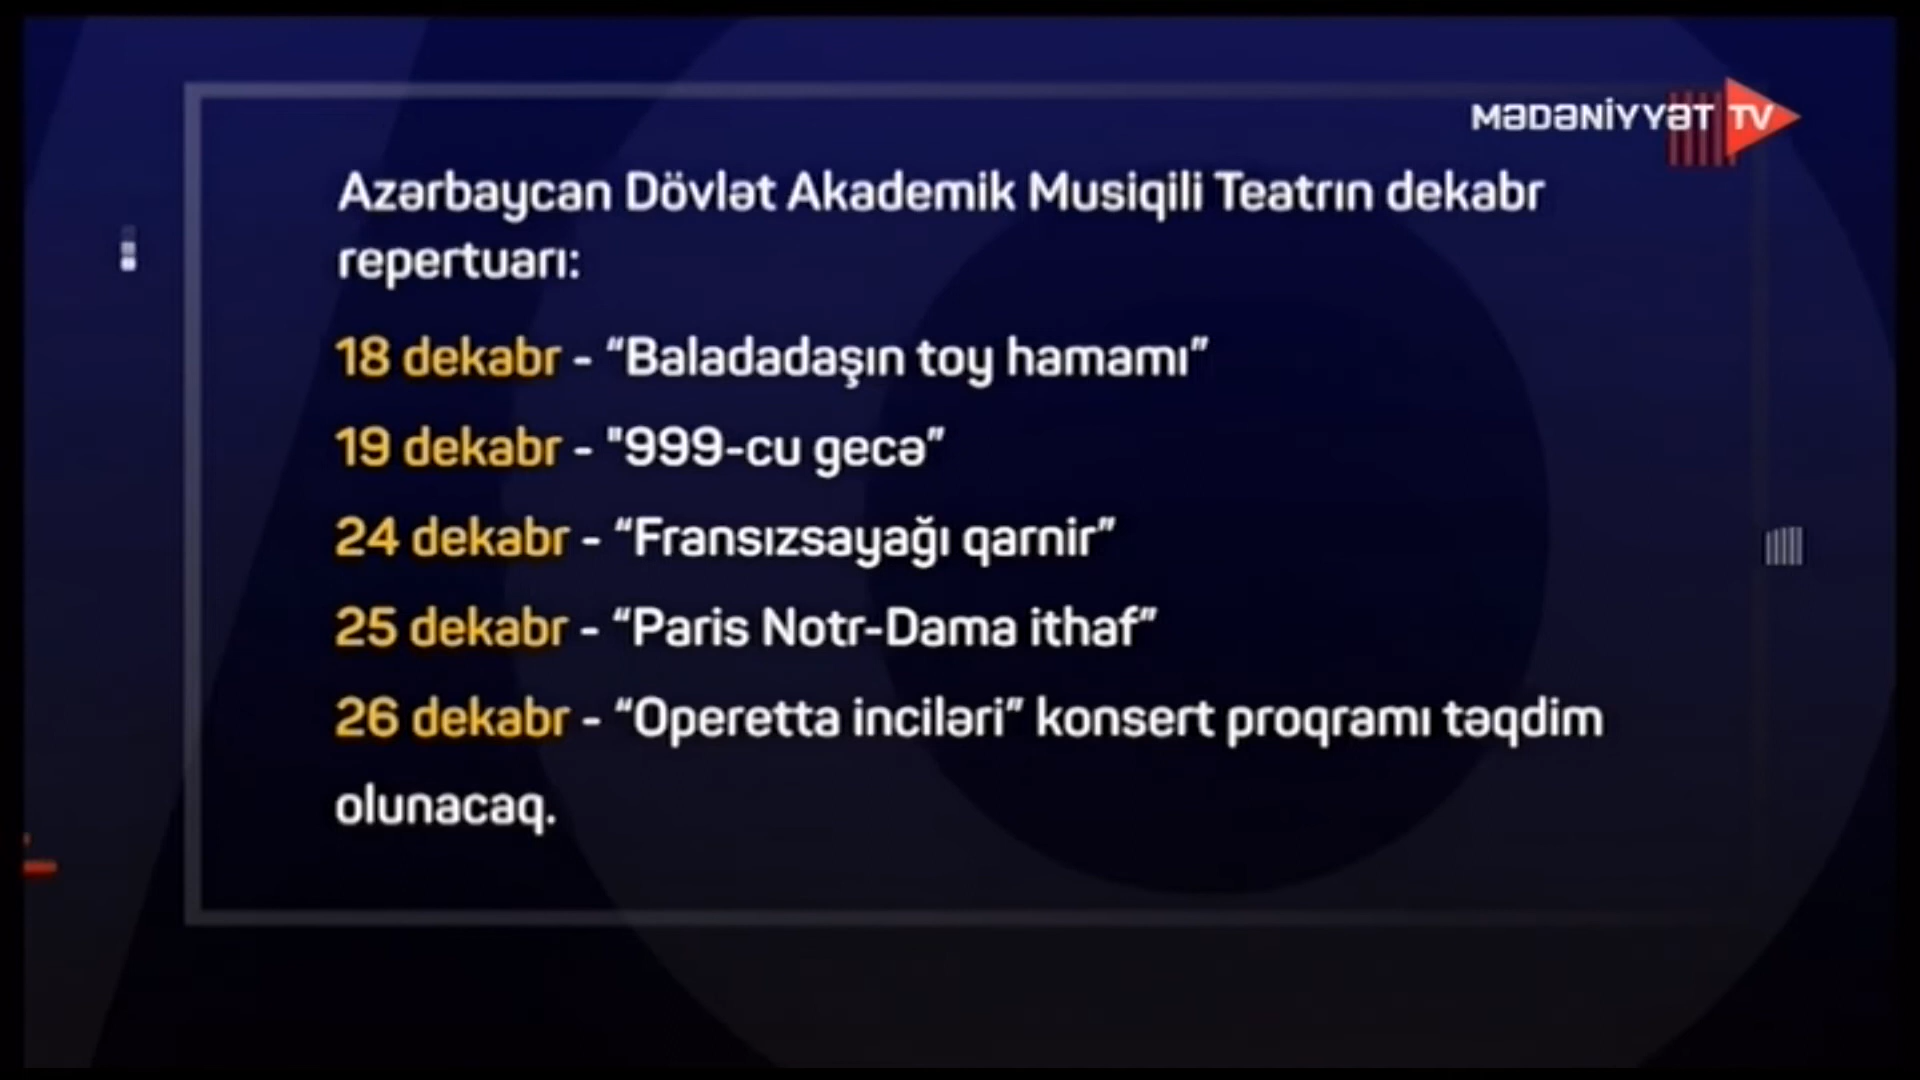 MƏDƏNİYYƏT TV
Azərbaycan Dövlət Akademik Musiqili Teatrın dekabr
repertuarı:
18 dekabr - “Baladadaşın toy hamamı”
19 dekabr - "999-cu gecə”
24 dekabr - “Fransızsayağı qarnir”
25 dekabr - “Paris Notr-Dama ithaf”
26 dekabr - “Operetta inciləri” konsert proqramı təqdim
olunacaq.